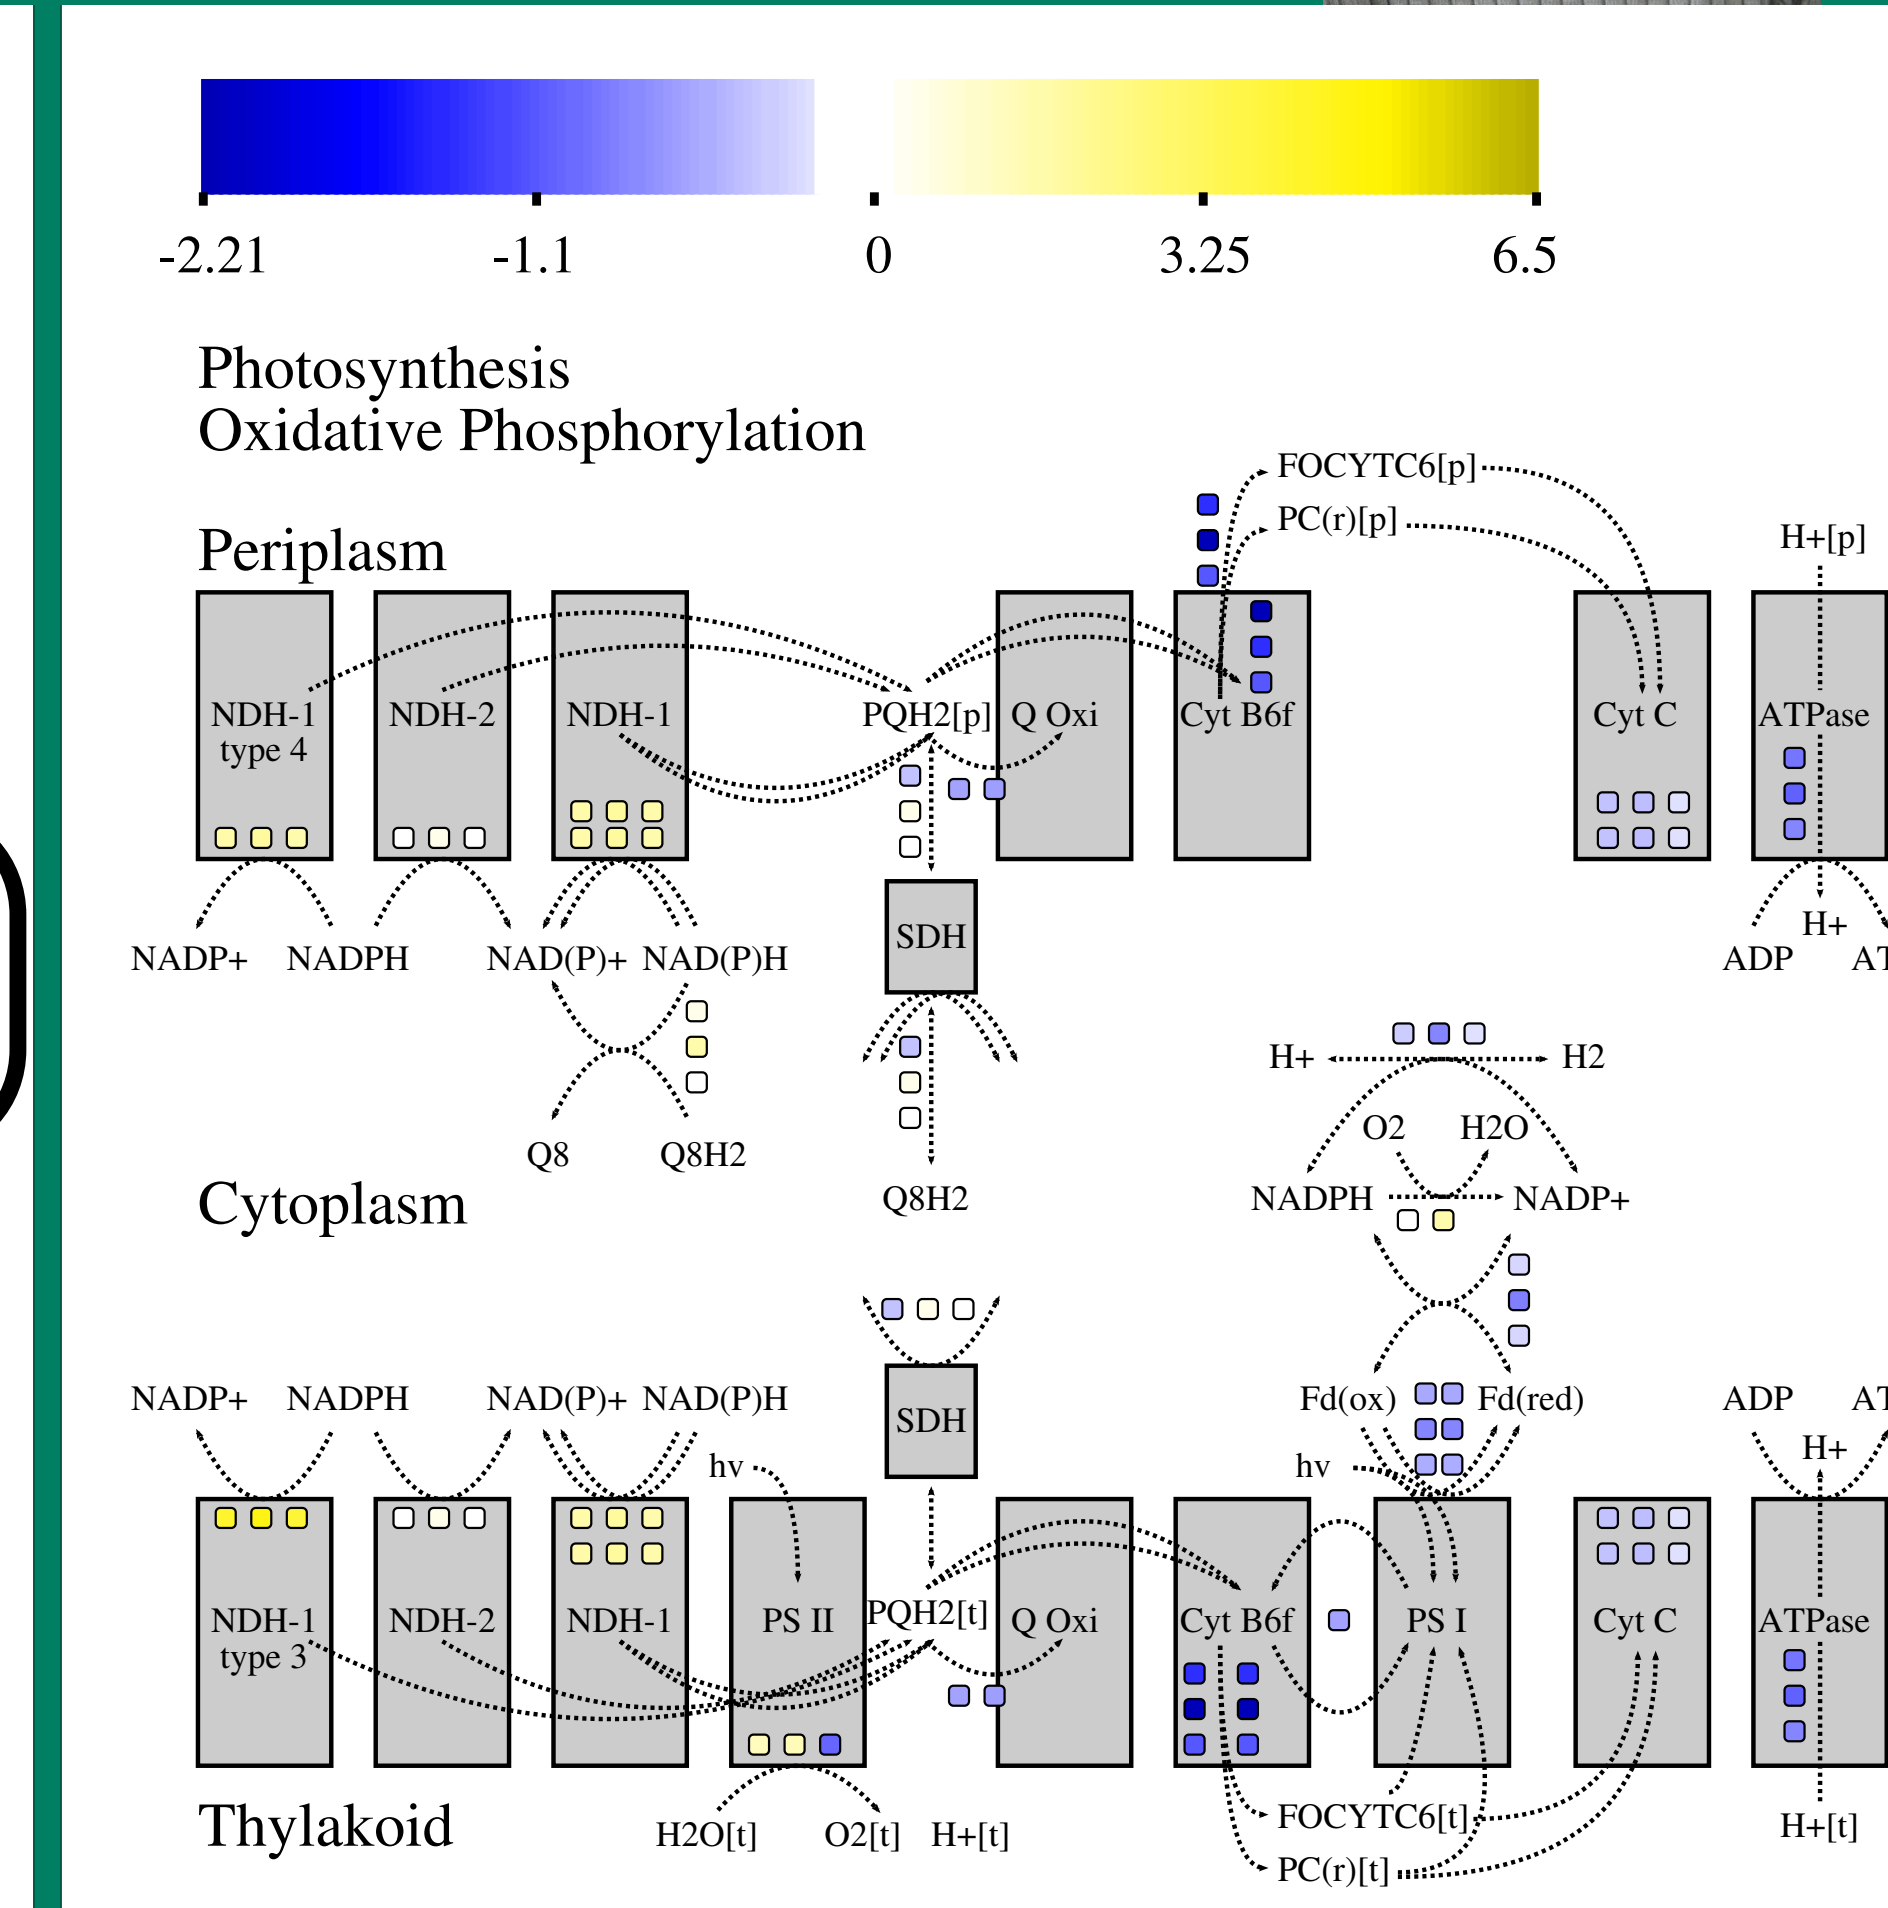 -2.21 -1.1 0 3.25 6.5
Photosynthesis
Oxidative Phosphorylation
FOCYTC6[p]
PC(r)[p]
H+[p]
Periplasm
NDH-1 type 4
NDH-2
NDH-1
PQH2[p]
Q Oxi
Cyt B6f
Cyt C
ATPase
NADP+ NADPH NAD(P)+ NAD(P)H
SDH
H+
ADP
H+ H2
O2 H2O
Q8 Q8H2
Q8H2
NADPH NADP+
Cytoplasm
NADP+ NADPH NAD(P)+ NAD(P)H
SDH
Fd(ox) Fd(red)
ADP
H+
hv
hv
NDH-1 type 3
NDH-2
NDH-1
PS II
PQH2[t]
Q Oxi
Cyt B6f
PS I
Cyt C
ATPase
Thylakoid
H2O[t] O2[t] H+[t]
FOCYTC6[t]
PC(r)[t]
H+[t]